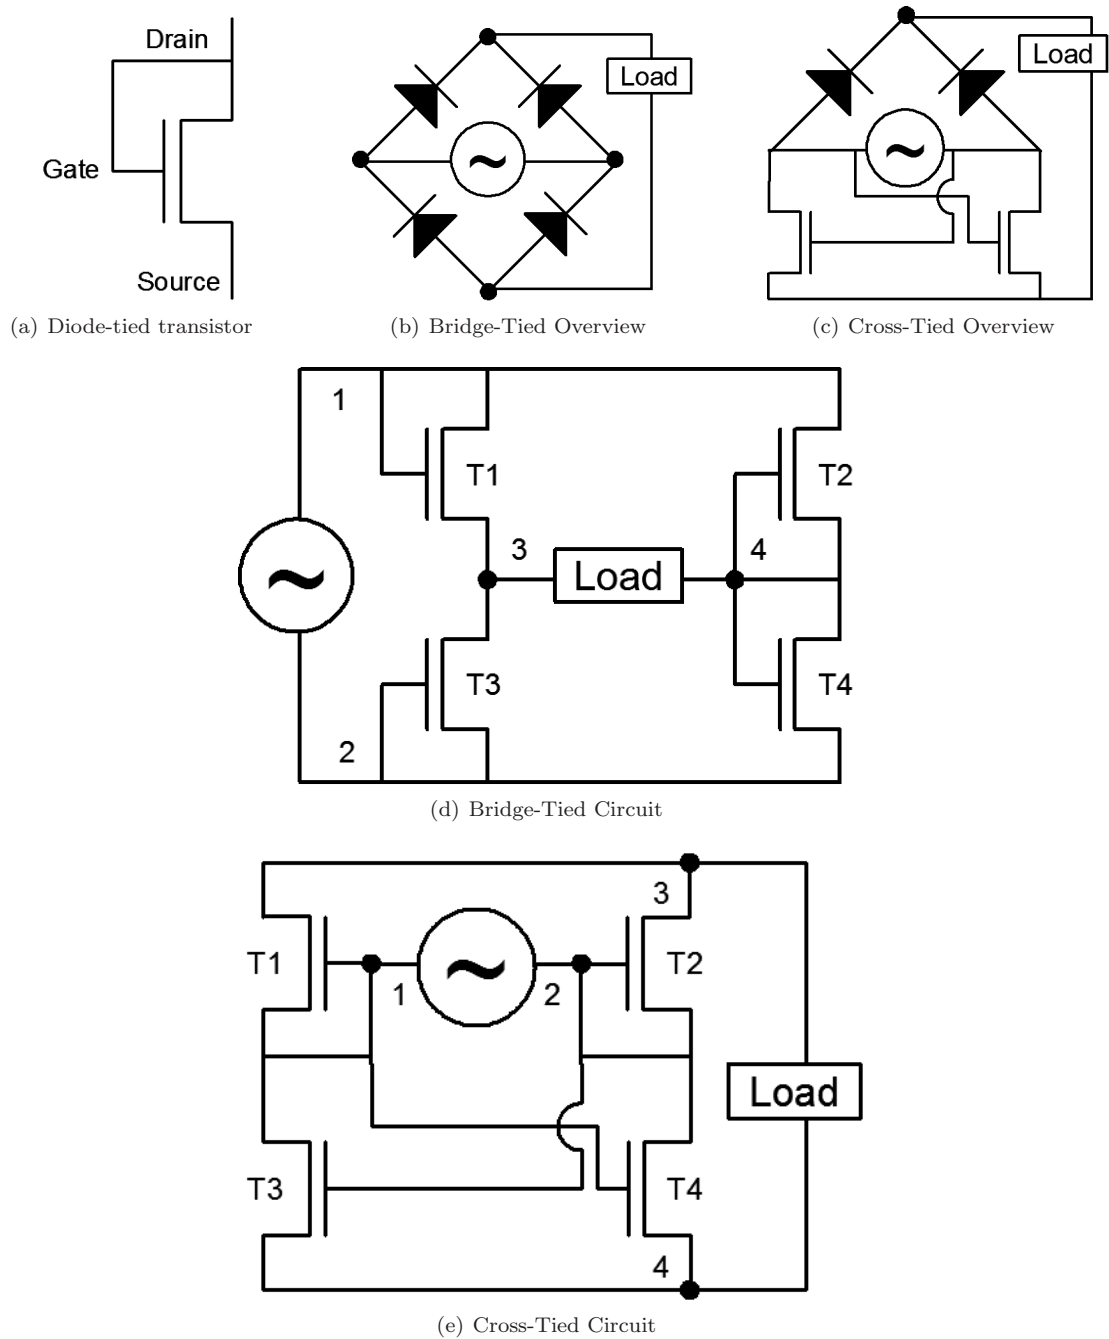 Drain
Gate
Source
(a) Diode-tied transistor
Load
~
(b) Bridge-Tied Overview
Load
~
(c) Cross-Tied Overview
1
T1
T2
~
3
Load
4
T3
T4
2
(d) Bridge-Tied Circuit
3
T1
~
T2
1
2
Load
T3
T4
4
(e) Cross-Tied Circuit